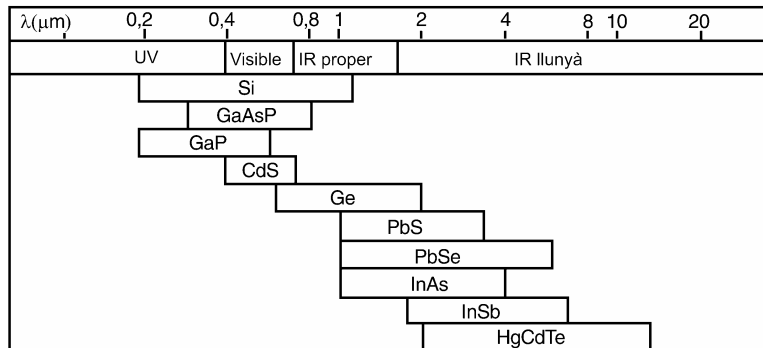 λ(μm) 0,2 0,4 0,8 1 2 4 8 10 20
UV Visible IR proper IR llunyà
Si
GaAsP
GaP
CdS
Ge
PbS
PbSe
InAs
InSb
HgCdTe